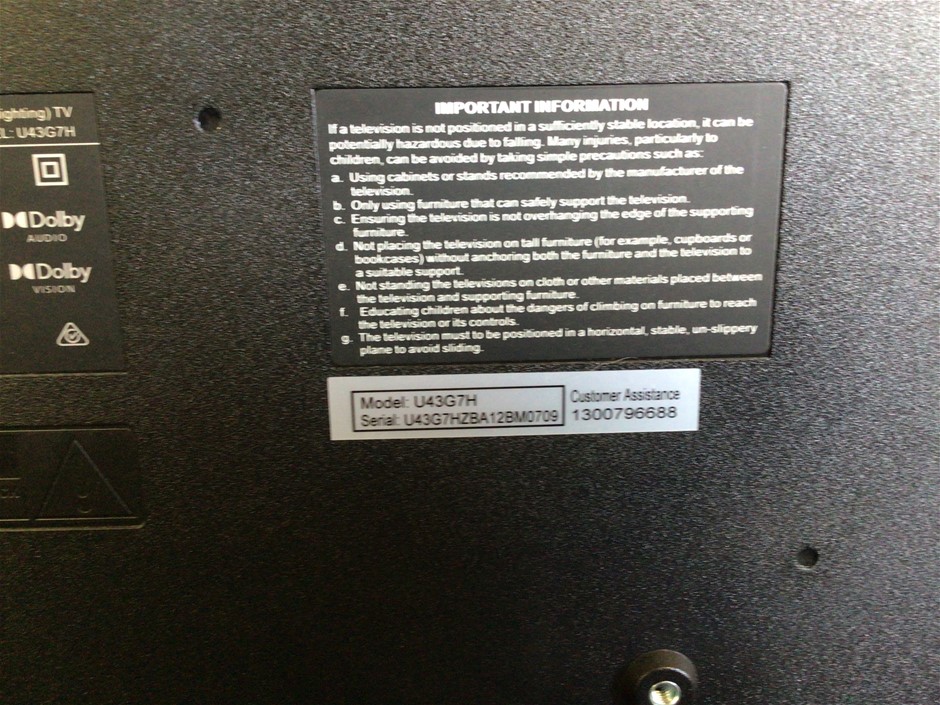 ighting) TV
L: U43G7H
Dolby
AUDIO
Dolby
VISION
IMPORTANT INFORMATION
If a television is not positioned in a sufficiently stable location, it can be
potentially hazardous due to falling. Many injuries, particularly to
children, can be avoided by taking simple precautions such as:
a. Using cabinets or stands recommended by the manufacturer of the
television.
b. Only using furniture that can safely support the television.
c. Ensuring the television is not overhanging the edge of the supporting
furniture.
d. Not placing the television on tall furniture (for example, cupboards or
bookcases) without anchoring both the furniture and the television to
a suitable support.
e. Not standing the televisions on cloth or other materials placed between
the television and supporting furniture.
f. Educating children about the dangers of climbing on furniture to reach
the television or its controls.
g. The television must be positioned in a horizontal, stable, un-slippery
plane to avoid sliding.
Model: U43G7H
Serial: U43G7HZBA12BM0709
Customer Assistance
1300796688